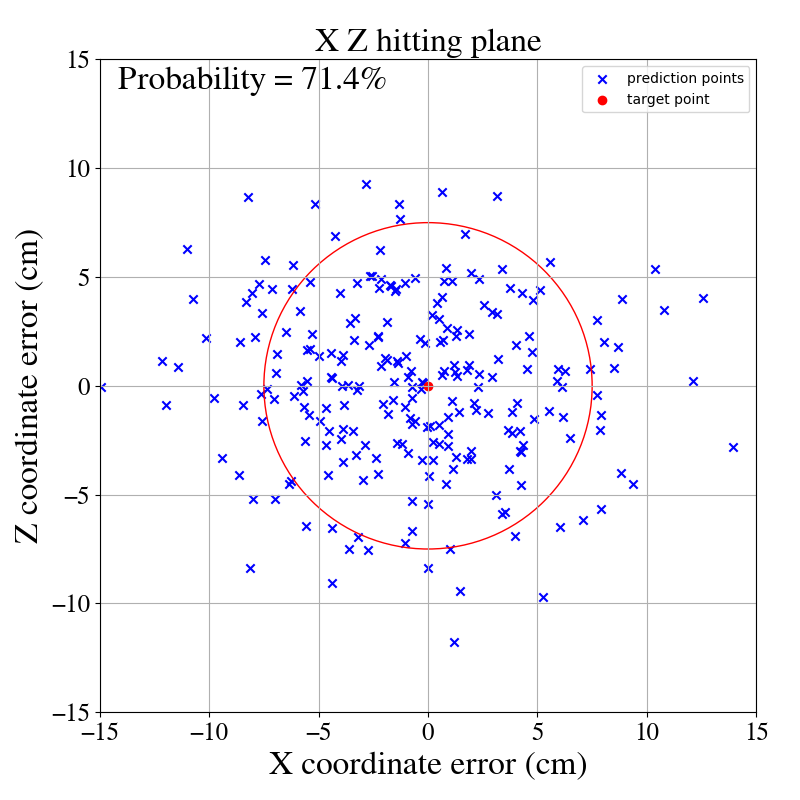 X Z hitting plane
Probability = 71.4%
prediction points
target point
15
10
5
0
−5
−10
−15
Z coordinate error (cm)
−15 −10 −5 0 5 10 15
X coordinate error (cm)